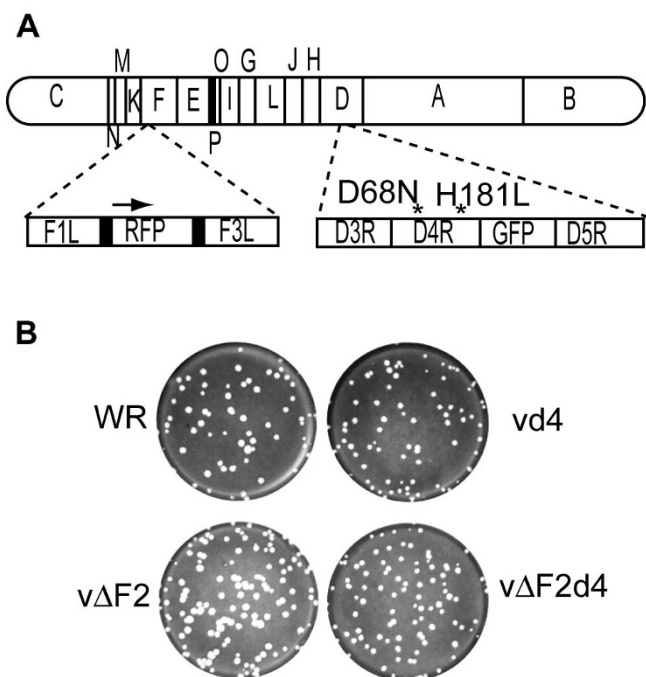 A
M O G J H
C K F E I L D A B
N P
D68N H181L
* *
F1L RFP F3L D3R D4R GFP D5R
B
WR vd4
vΔF2 vΔF2d4